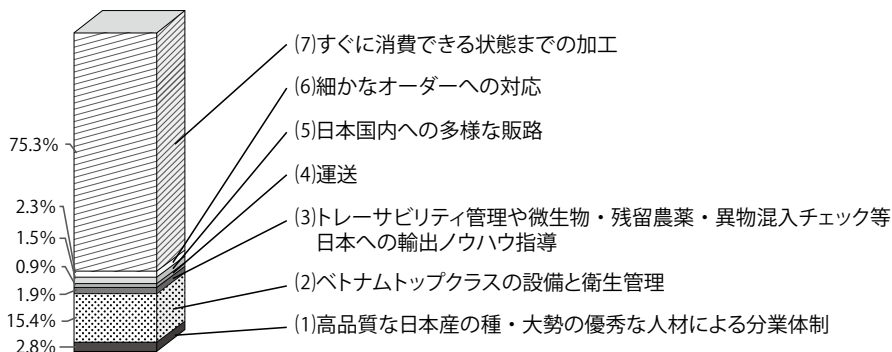 (7)すぐに消費できる状態までの加工
(6)細かなオーダーへの対応
75.3%
(5)日本国内への多様な販路
(4)運送
2.3%
(3)トレーサビリティ管理や微生物・残留農薬・異物混入チェック等
1.5%
日本への輸出ノウハウ指導
0.9%
(2)ベトナムトップクラスの設備と衛生管理
1.9%
15.4%
(1)高品質な日本産の種・大勢の優秀な人材による分業体制
2.8%